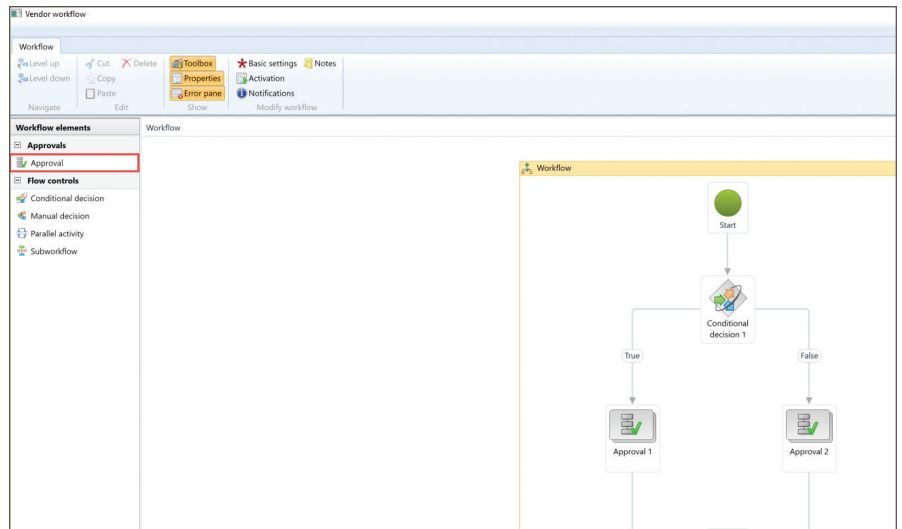 Vendor workflow
Workflow
Level up
Cut
Delete
Toolbox
Basic settings
Notes
Level down
Copy
Properties
Activation
Paste
Error pane
Notifications
Navigate
Edit
Show
Modify workflow
Workflow elements
Workflow
Approvals
Approval
Flow controls
Conditional decision
Manual decision
Parallel activity
Subworkflow
Workflow
Start
Conditional
decision 1
True
False
Approval 1
Approval 2